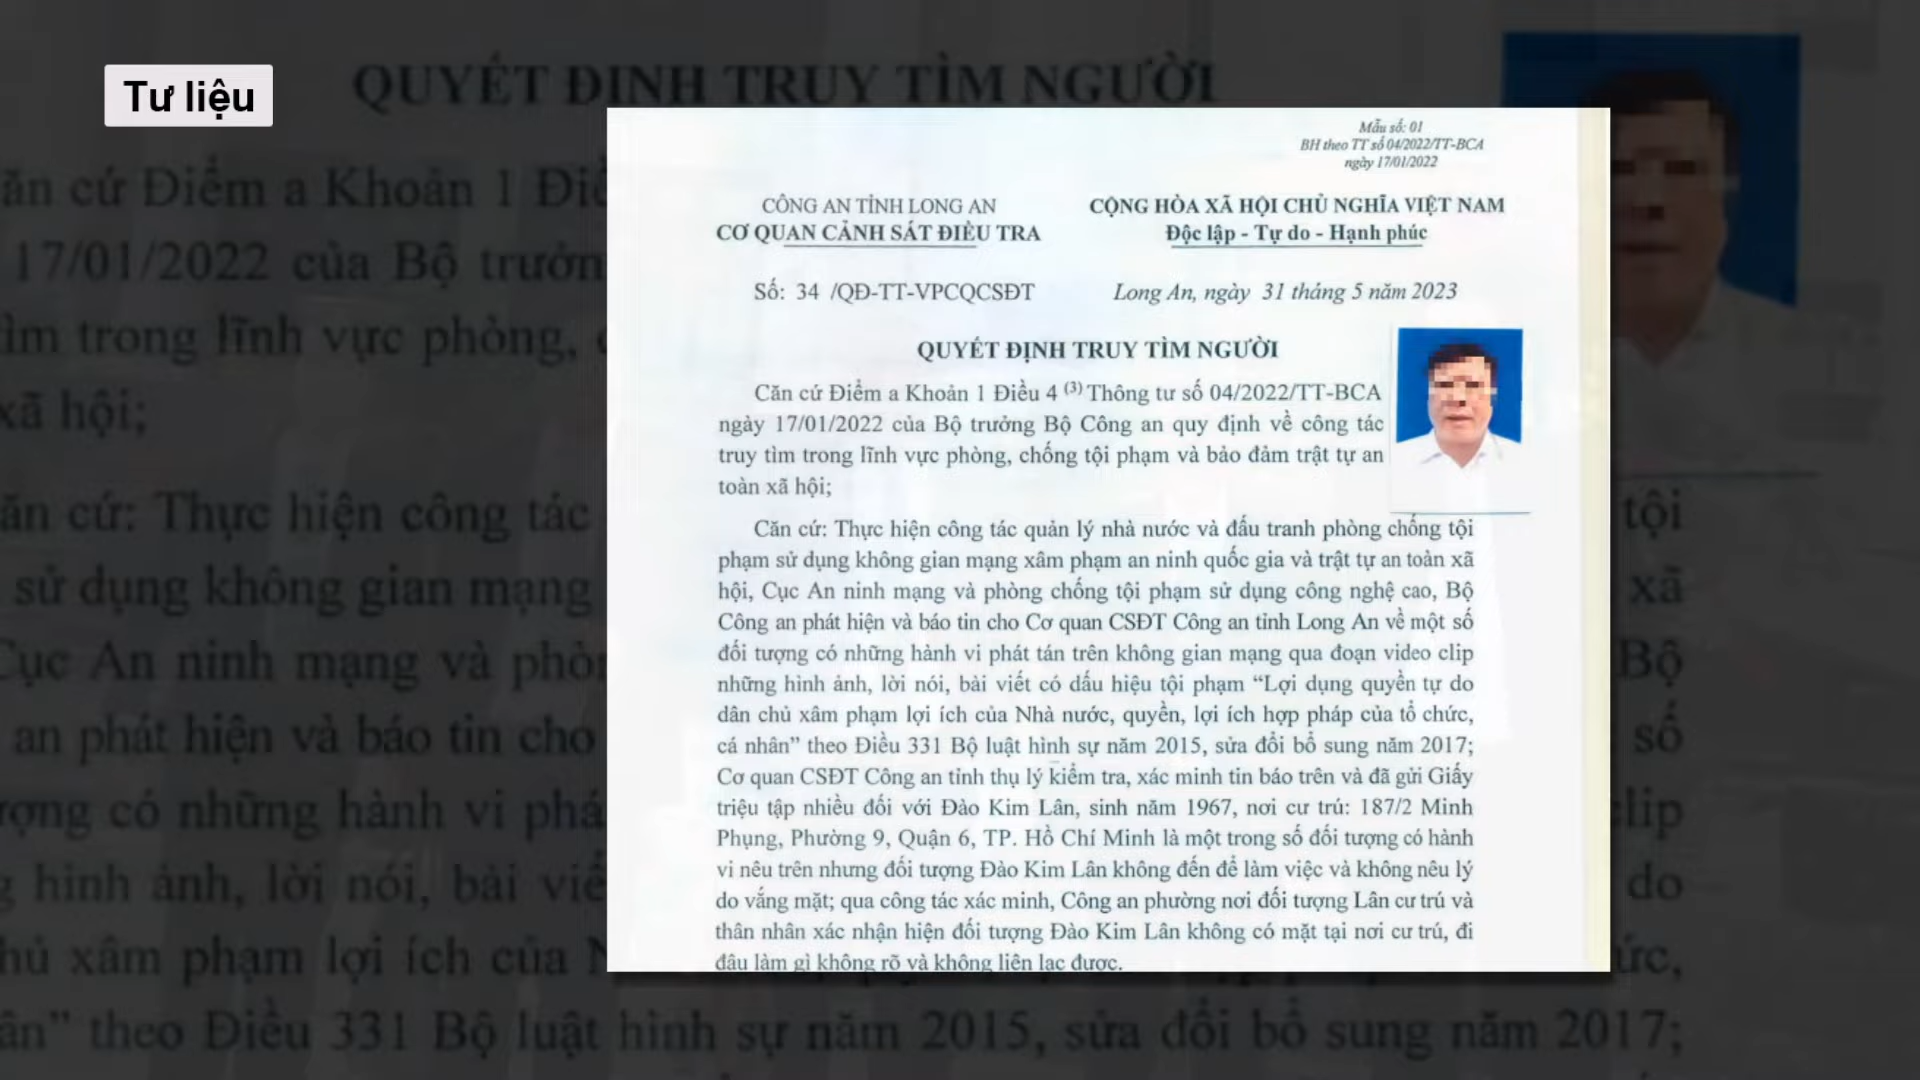 Tư liệu
QUYẾT ĐỊNH TRUY TÌM NGƯỜI
Mẫu số: 01
BH theo TT số 04/2022/TT-BCA
ngày 17/01/2022
CÔNG AN TỈNH LONG AN
CƠ QUAN CẢNH SÁT ĐIỀU TRA
CỘNG HÒA XÃ HỘI CHỦ NGHĨA VIỆT NAM
Độc lập - Tự do - Hạnh phúc
Số: 34 /QĐ-TT-VPCQCSĐT
Long An, ngày 31 tháng 5 năm 2023
QUYẾT ĐỊNH TRUY TÌM NGƯỜI
Căn cứ Điểm a Khoản 1 Điều 4 (3) Thông tư số 04/2022/TT-BCA
ngày 17/01/2022 của Bộ trưởng Bộ Công an quy định về công tác
truy tìm trong lĩnh vực phòng, chống tội phạm và bảo đảm trật tự an
toàn xã hội;
Căn cứ: Thực hiện công tác quản lý nhà nước và đấu tranh phòng chống tội
phạm sử dụng không gian mạng xâm phạm an ninh quốc gia và trật tự an toàn xã
hội, Cục An ninh mạng và phòng chống tội phạm sử dụng công nghệ cao, Bộ
Công an phát hiện và báo tin cho Cơ quan CSĐT Công an tỉnh Long An về một số
đối tượng có những hành vi phát tán trên không gian mạng qua đoạn video clip
những hình ảnh, lời nói, bài viết có dấu hiệu tội phạm “Lợi dụng quyền tự do
dân chủ xâm phạm lợi ích của Nhà nước, quyền, lợi ích hợp pháp của tổ chức,
cá nhân” theo Điều 331 Bộ luật hình sự năm 2015, sửa đổi bổ sung năm 2017;
Cơ quan CSĐT Công an tỉnh thụ lý kiểm tra, xác minh tin báo trên và đã gửi Giấy
triệu tập nhiều đối với Đào Kim Lân, sinh năm 1967, nơi cư trú: 187/2 Minh
Phụng, Phường 9, Quận 6, TP. Hồ Chí Minh là một trong số đối tượng có hành
vi nêu trên nhưng đối tượng Đào Kim Lân không đến để làm việc và không nêu lý
do vắng mặt; qua công tác xác minh, Công an phường nơi đối tượng Lân cư trú và
thân nhân xác nhận hiện đối tượng Đào Kim Lân không có mặt tại nơi cư trú, đi
đâu làm gì không rõ và không liên lạc được.